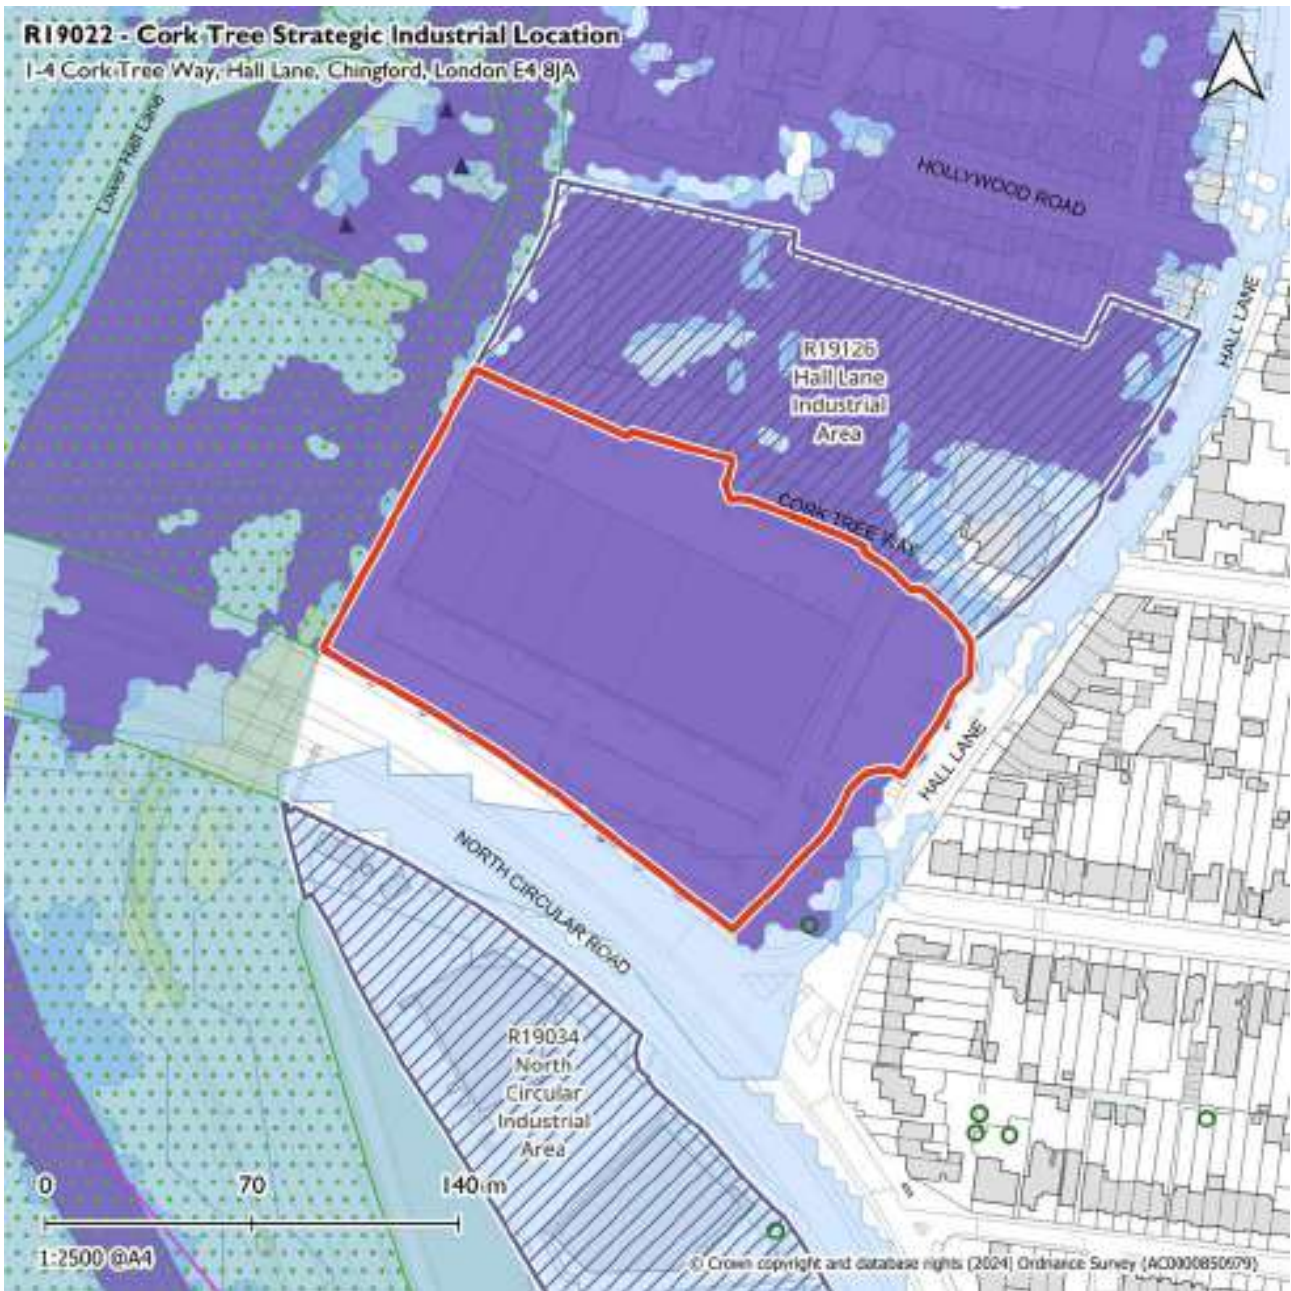 R19022 - Cork Tree Strategic Industrial Location
1-4 Cork Tree Way, Hall Lane, Chingford, London E4 8JA
Lower Hall Lane
HOLLYWOOD ROAD
HALL LANE
R19126
Hall Lane
Industrial
Area
CORK TREE WAY
HALL LANE
NORTH CIRCULAR ROAD
R19034
North
Circular
Industrial
Area
0 70 140 m
1:2500 @A4
© Crown copyright and database rights (2024) Ordnance Survey (AC0000850979)